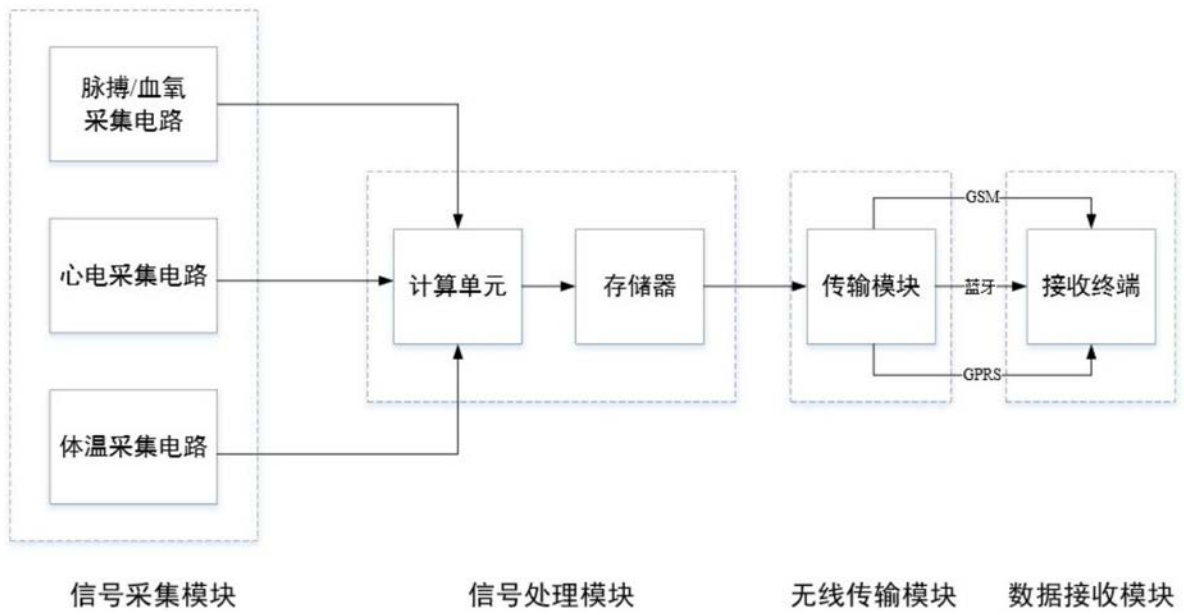 脉搏/血氧
采集电路
心电采集电路
体温采集电路
计算单元
存储器
传输模块
GSM
蓝牙
GPRS
接收终端
信号采集模块
信号处理模块
无线传输模块
数据接收模块